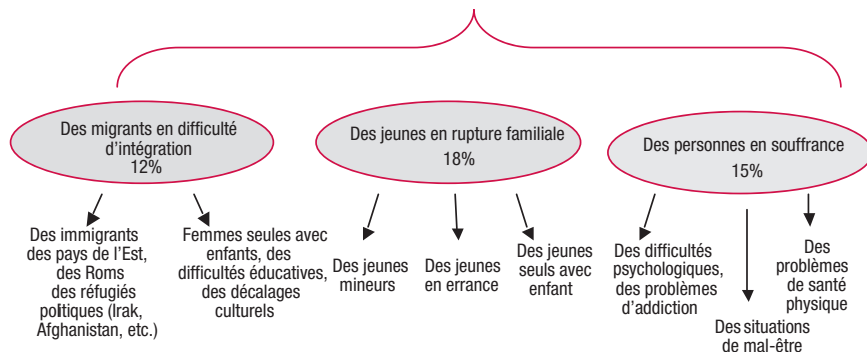 Des migrants en difficulté
d’intégration
12%
Des jeunes en rupture familiale
18%
Des personnes en souffrance
15%
Des immigrants
des pays de l’Est,
des Roms
des réfugiés
politiques (Irak,
Afghanistan, etc.)
Femmes seules avec
enfants, des
difficultés éducatives,
des décalages
culturels
Des jeunes
mineurs
Des jeunes
en errance
Des jeunes
seuls avec
enfant
Des difficultés
psychologiques,
des problèmes
d’addiction
Des situations
de mal-être
Des
problèmes
de santé
physique